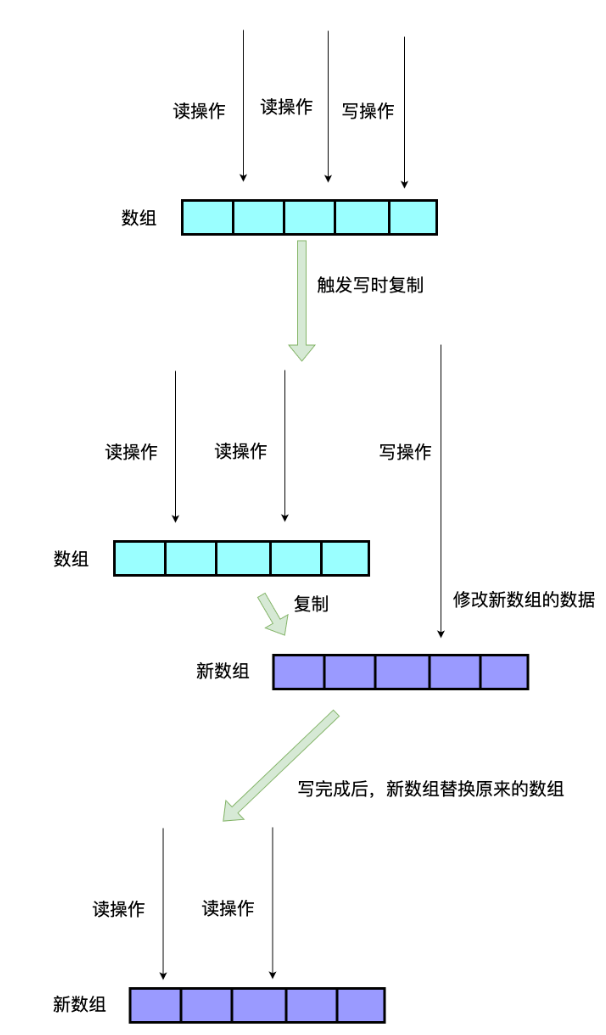 读操作
读操作
写操作
数组
触发写时复制
读操作
读操作
写操作
数组
复制
修改新数组的数据
新数组
写完成后，新数组替换原来的数组
读操作
读操作
新数组